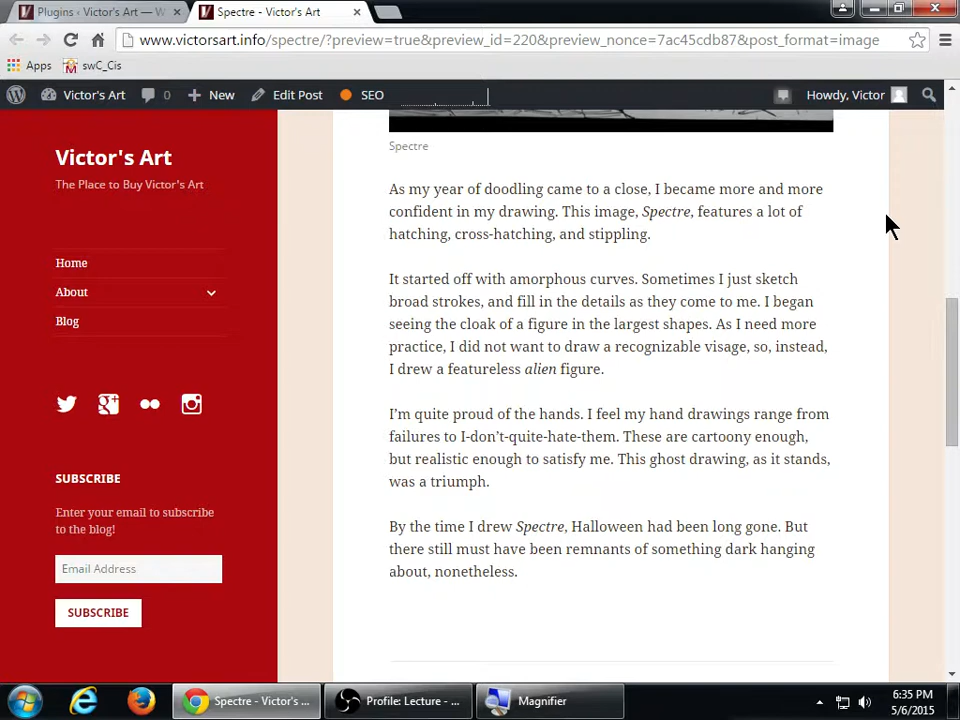 Plugins ‹ Victor's Art — W
Spectre - Victor's Art
www.victorsart.info/spectre/?preview=true&preview_id=220&preview_nonce=7ac45cdb87&post_format=image
Apps
swC_Cis
Victor's Art
0
New
Edit Post
SEO
Howdy, Victor
Victor's Art
The Place to Buy Victor's Art
Home
About
Blog
SUBSCRIBE
Enter your email to subscribe
to the blog!
Email Address
SUBSCRIBE
Spectre
As my year of doodling came to a close, I became more and more
confident in my drawing. This image, Spectre, features a lot of
hatching, cross-hatching, and stippling.
It started off with amorphous curves. Sometimes I just sketch
broad strokes, and fill in the details as they come to me. I began
seeing the cloak of a figure in the largest shapes. As I need more
practice, I did not want to draw a recognizable visage, so, instead,
I drew a featureless alien figure.
I'm quite proud of the hands. I feel my hand drawings range from
failures to I-don't-quite-hate-them. These are cartoony enough,
but realistic enough to satisfy me. This ghost drawing, as it stands,
was a triumph.
By the time I drew Spectre, Halloween had been long gone. But
there still must have been remnants of something dark hanging
about, nonetheless.
Spectre - Victor's ...
Profile: Lecture - ...
Magnifier
6:35 PM
5/6/2015